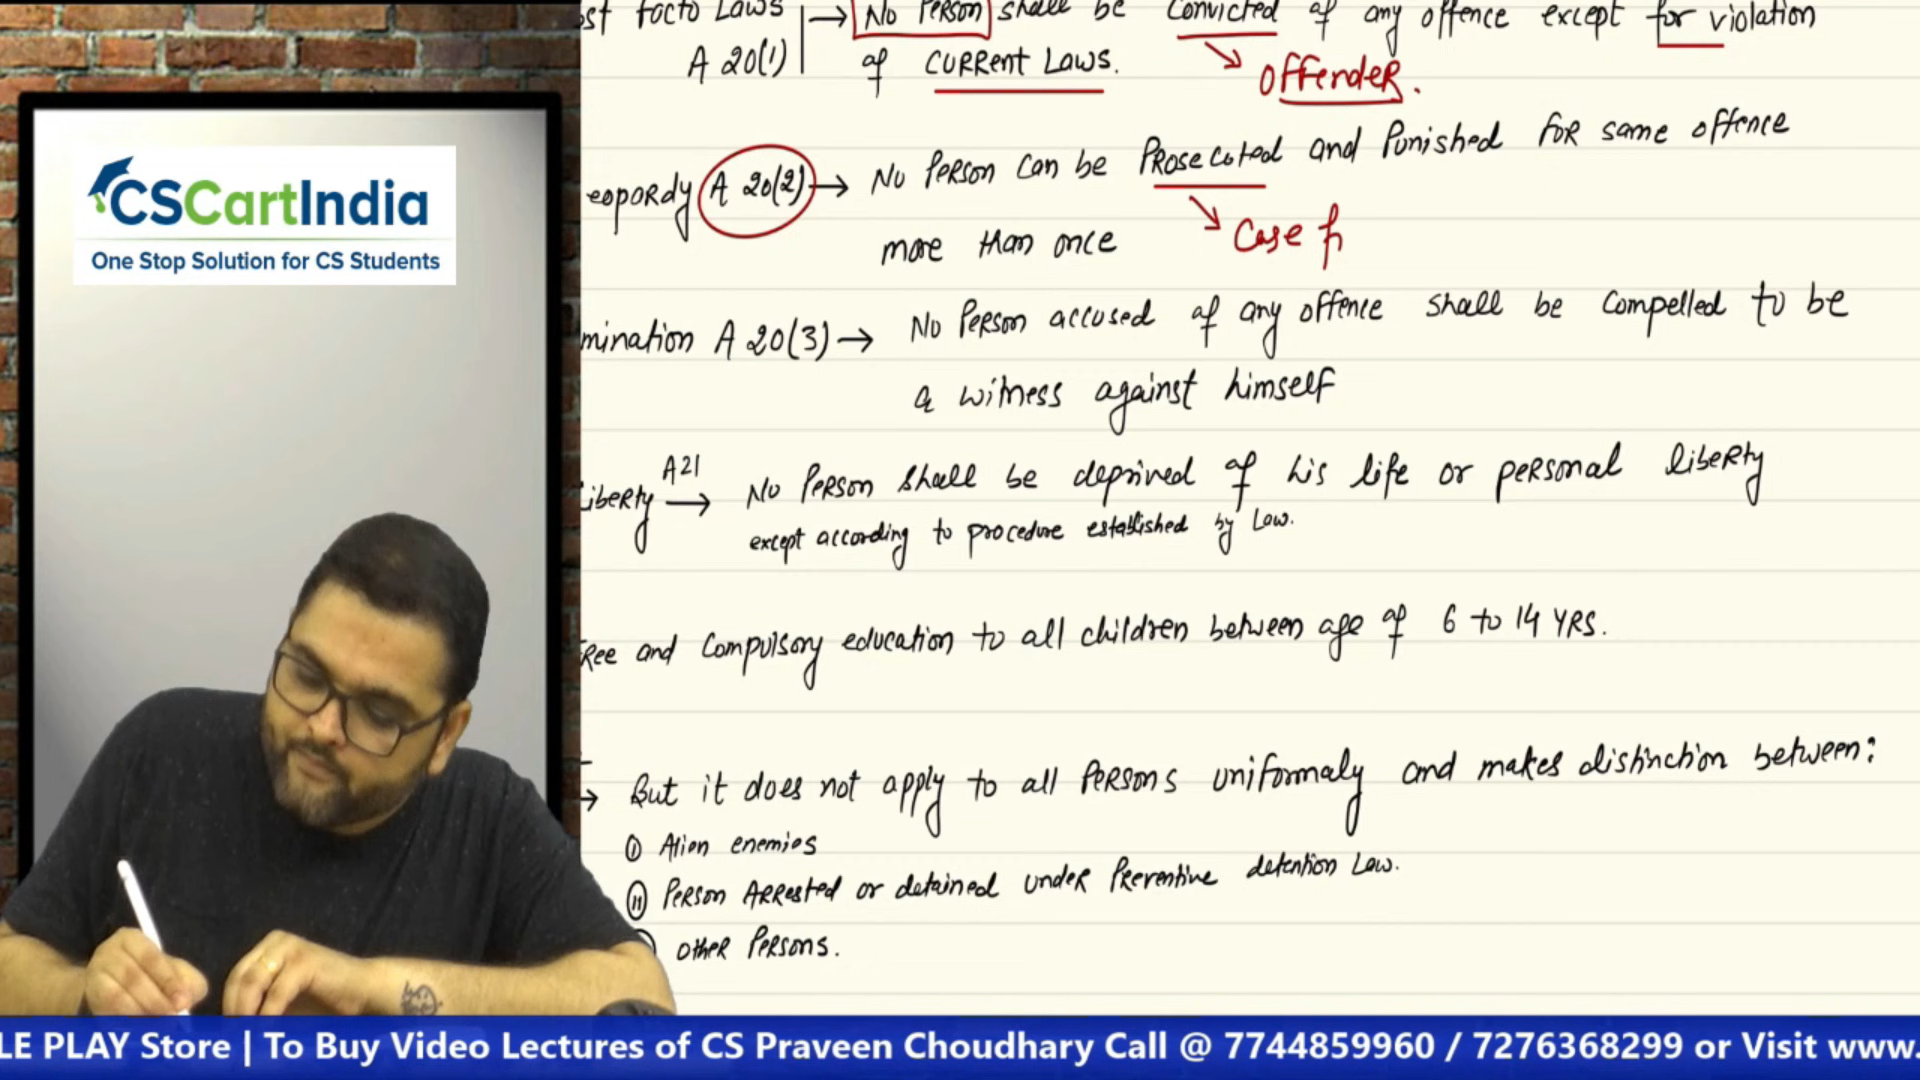 st facto Laws → No Person shall be Convicted of any offence except for violation
A 20(1) of CURRENT LAWS.
OffendeR.
eopoRdy A 20(2) → No Person Can be PRosecuted and Punished FoR same offence
more than once
Case f
mination A 20(3) → No Person accused of any offence shall be compelled to be
a witness against himself
LibeRty A21 → No PeRson shall be deprived of his life or personal libeRty
except according to procedure established by Law.
Ree and Compulsory education to all children between age of 6 to 14 YRS.
→ But it does not apply to all PeRsons uniformaly and makes distinction between:
(i) Alien enemies
(ii) PeRson ARRested or detained undeR PReventive detention Law.
otheR PeRsons.
CSCartIndia
One Stop Solution for CS Students
LE PLAY Store | To Buy Video Lectures of CS Praveen Choudhary Call @ 7744859960 / 7276368299 or Visit www.